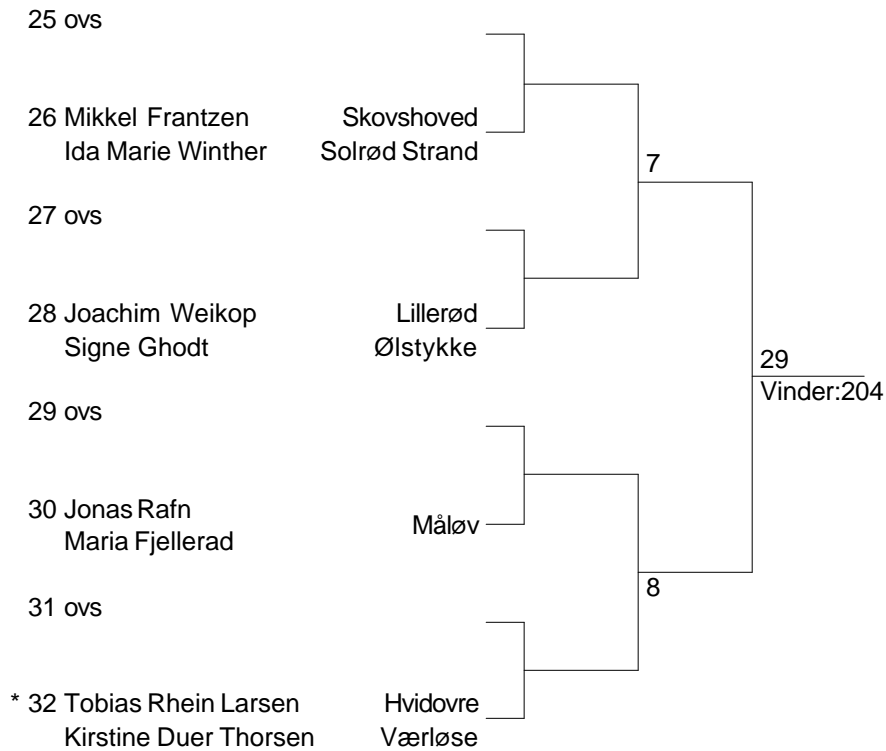 25 ovs
26 Mikkel Frantzen Skovshoved
Ida Marie Winther Solrød Strand
7
27 ovs
28 Joachim Weikop Lillerød
Signe Ghodt Ølstykke
29
Vinder:204
29 ovs
30 Jonas Rafn Måløv
Maria Fjellerad
8
31 ovs
* 32 Tobias Rhein Larsen Hvidovre
Kirstine Duer Thorsen Værløse